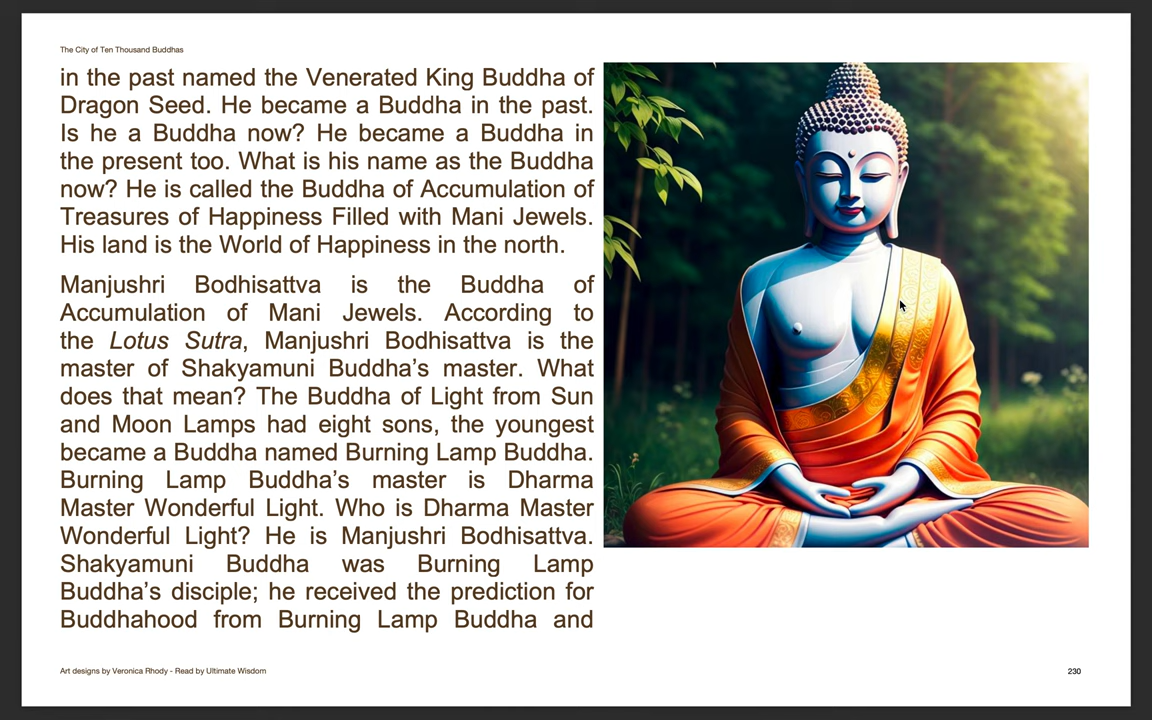 The City of Ten Thousand Buddhas
in the past named the Venerated King Buddha of
Dragon Seed. He became a Buddha in the past.
Is he a Buddha now? He became a Buddha in
the present too. What is his name as the Buddha
now? He is called the Buddha of Accumulation of
Treasures of Happiness Filled with Mani Jewels.
His land is the World of Happiness in the north.
Manjushri Bodhisattva is the Buddha of
Accumulation of Mani Jewels. According to
the Lotus Sutra, Manjushri Bodhisattva is the
master of Shakyamuni Buddha’s master. What
does that mean? The Buddha of Light from Sun
and Moon Lamps had eight sons, the youngest
became a Buddha named Burning Lamp Buddha.
Burning Lamp Buddha’s master is Dharma
Master Wonderful Light. Who is Dharma Master
Wonderful Light? He is Manjushri Bodhisattva.
Shakyamuni Buddha was Burning Lamp
Buddha’s disciple; he received the prediction for
Buddhahood from Burning Lamp Buddha and
Art designs by Veronica Rhody - Read by Ultimate Wisdom
230